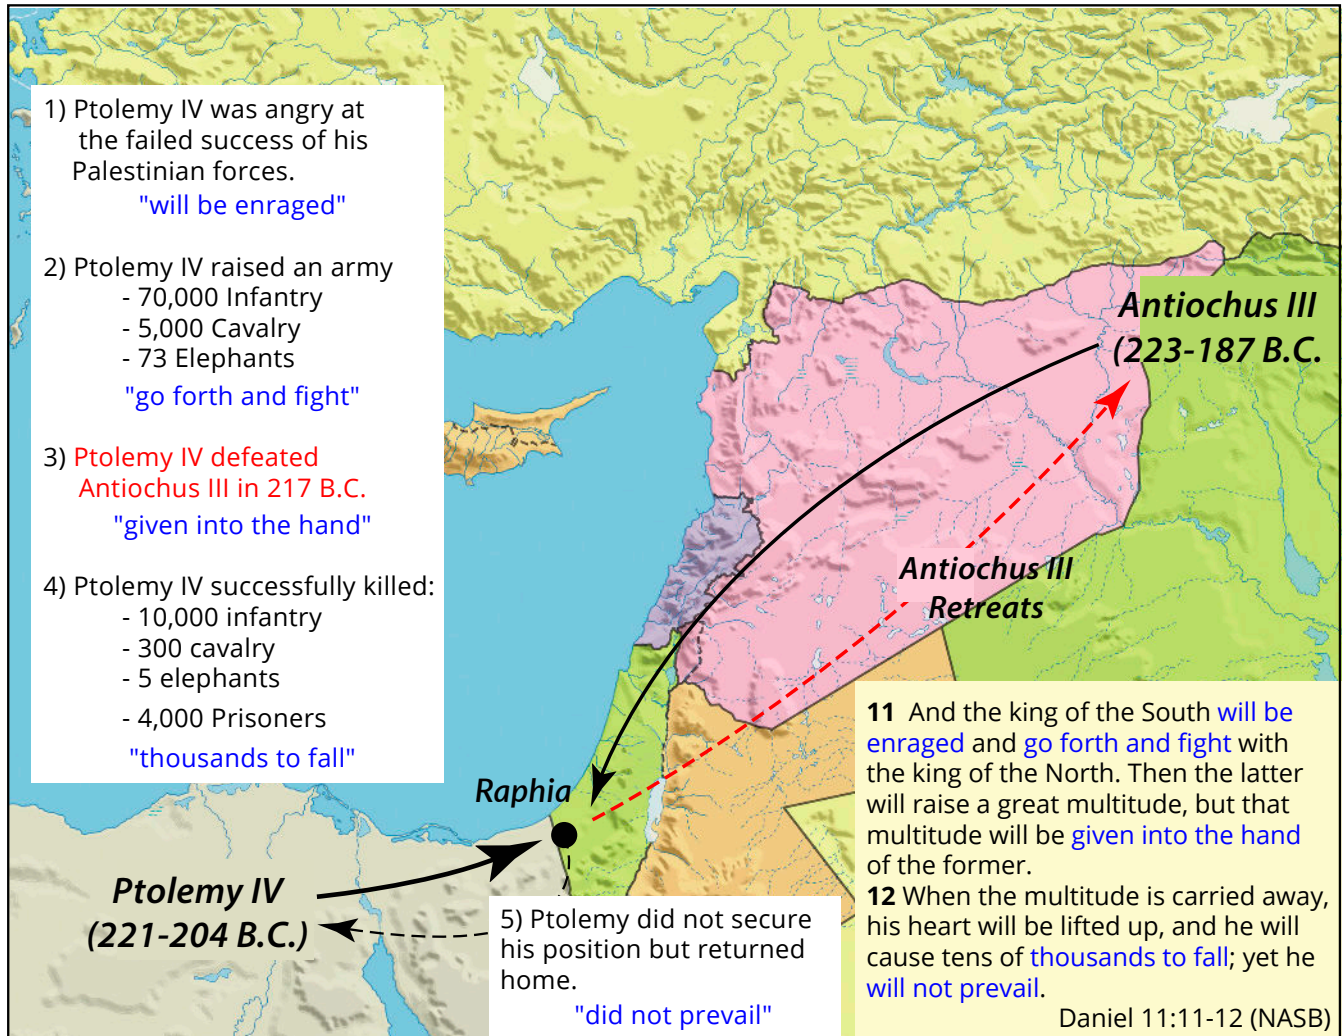 1) Ptolemy IV was angry at
the failed success of his
Palestinian forces.
"will be enraged"
2) Ptolemy IV raised an army
- 70,000 Infantry
- 5,000 Cavalry
- 73 Elephants
"go forth and fight"
3) Ptolemy IV defeated
Antiochus III in 217 B.C.
"given into the hand"
4) Ptolemy IV successfully killed:
- 10,000 infantry
- 300 cavalry
- 5 elephants
- 4,000 Prisoners
"thousands to fall"
Antiochus III
(223-187 B.C.
Antiochus III
Retreats
Raphia
Ptolemy IV
(221-204 B.C.)
5) Ptolemy did not secure
his position but returned
home.
"did not prevail"
11 And the king of the South will be
enraged and go forth and fight with
the king of the North. Then the latter
will raise a great multitude, but that
multitude will be given into the hand
of the former.
12 When the multitude is carried away,
his heart will be lifted up, and he will
cause tens of thousands to fall; yet he
will not prevail.
Daniel 11:11-12 (NASB)